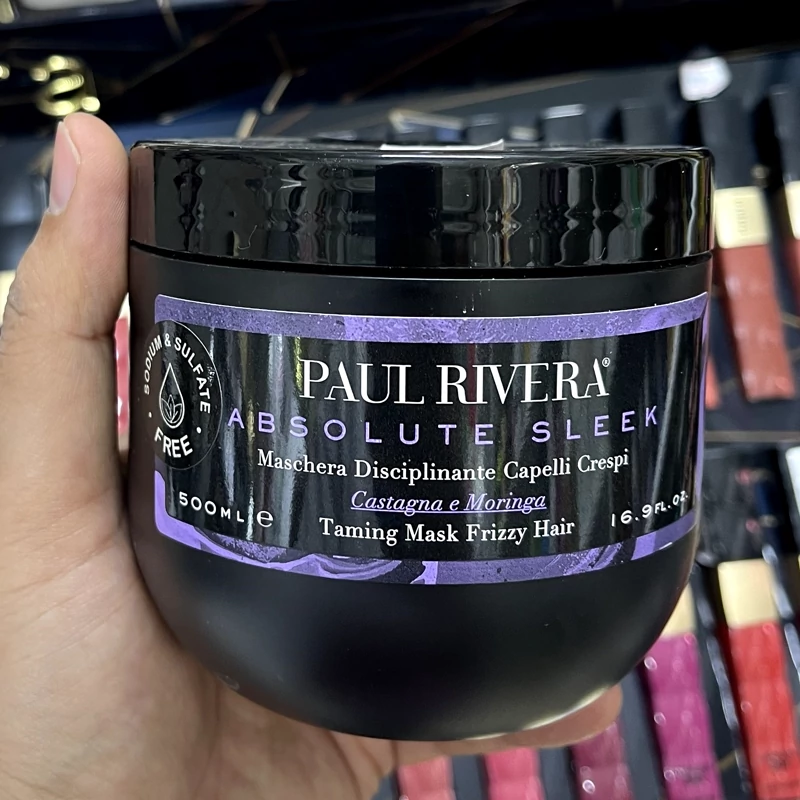 SODIUM & SULFATE
FREE
PAUL RIVERA®
ABSOLUTE SLEEK
Maschera Disciplinante Capelli Crespi
Castagna e Moringa
Taming Mask Frizzy Hair
500ML ℮
16.9FL.OZ.